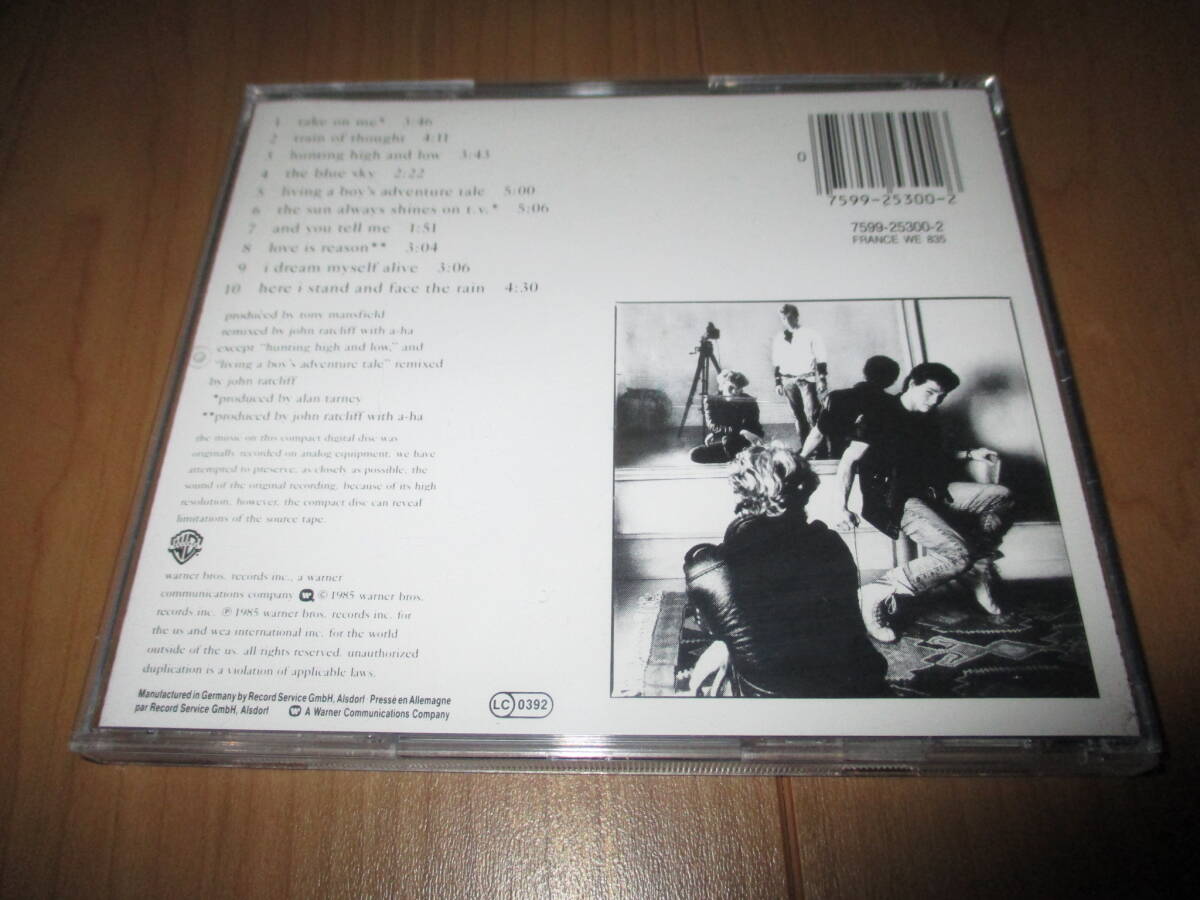 1 take on me* 3:46
2 train of thought 4:11
3 hunting high and low 3:43
4 the blue sky 2:22
5 living a boy's adventure tale 5:00
6 the sun always shines on t.v.* 5:06
7 and you tell me 1:51
8 love is reason** 3:04
9 i dream myself alive 3:06
10 here i stand and face the rain 4:30
produced by tony mansfield
remixed by john ratcliff with a-ha
except "hunting high and low," and
"living a boy's adventure tale" remixed
by john ratcliff
*produced by alan tarney
**produced by john ratcliff with a-ha
the music on this compact digital disc was
originally recorded on analog equipment. we have
attempted to preserve, as closely as possible, the
sound of the original recording. because of its high
resolution, however, the compact disc can reveal
limitations of the source tape.
warner bros. records inc., a warner
communications company © 1985 warner bros.
records inc. ℗ 1985 warner bros. records inc. for
the us and wea international inc. for the world
outside of the us. all rights reserved. unauthorized
duplication is a violation of applicable laws.
Manufactured in Germany by Record Service GmbH, Alsdorf Pressé en Allemagne
par Record Service GmbH, Alsdorf A Warner Communications Company
LC 0392
0 7599-25300-2
7599-25300-2
FRANCE WE 835